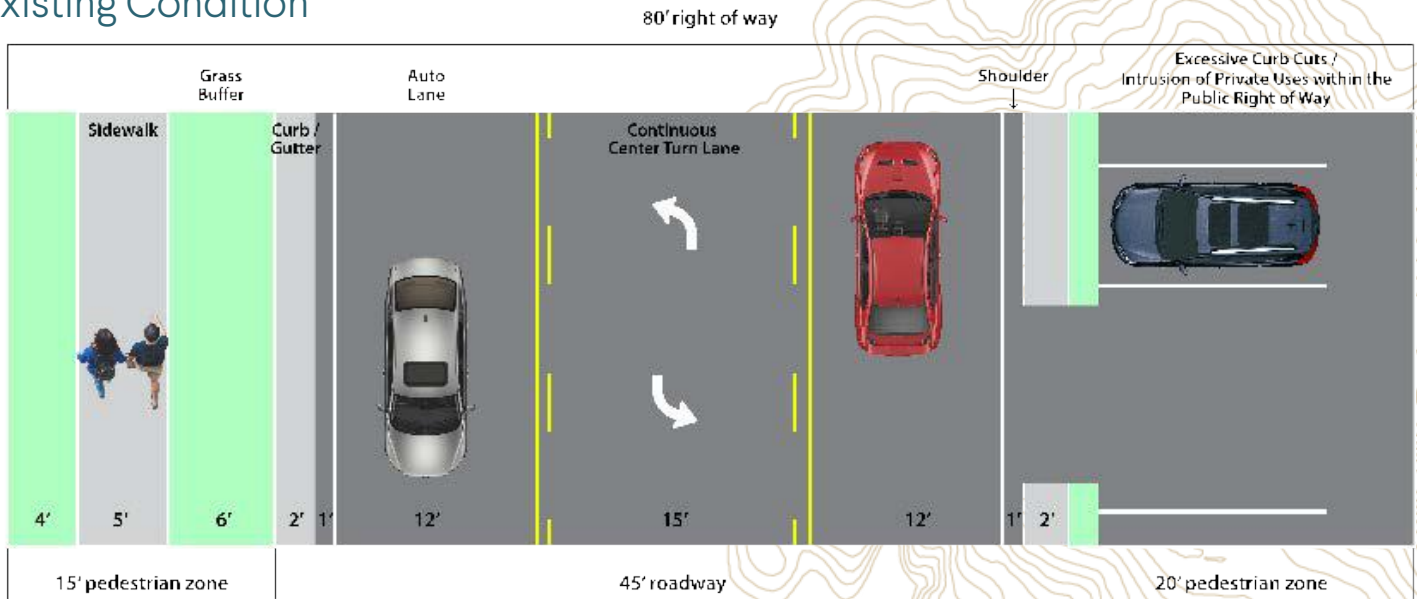 xisting Condition
80' right of way
Grass
Buffer
Auto
Lane
Shoulder
Excessive Curb Cuts /
Intrusion of Private Uses within the
Public Right of Way
Sidewalk
Curb /
Gutter
Continuous
Center Turn Lane
4'
5'
6'
2'
1'
12'
15'
12'
1'
2'
15' pedestrian zone
45' roadway
20' pedestrian zone